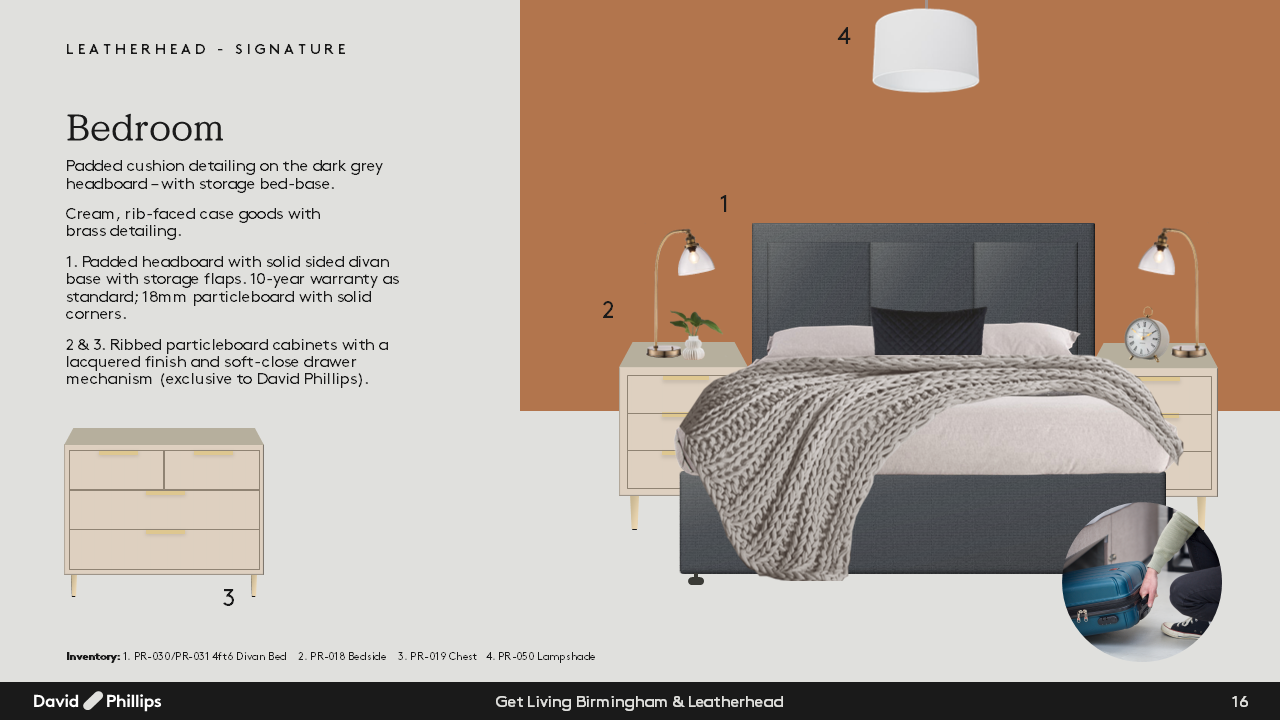 LEATHERHEAD - SIGNATURE
Bedroom
Padded cushion detailing on the dark grey
headboard – with storage bed-base.
Cream, rib-faced case goods with
brass detailing.
1. Padded headboard with solid sided divan
base with storage flaps. 10-year warranty as
standard; 18mm particleboard with solid
corners.
2 & 3. Ribbed particleboard cabinets with a
lacquered finish and soft-close drawer
mechanism (exclusive to David Phillips).
4
1
2
3
Inventory: 1. PR-030/PR-031 4ft6 Divan Bed 2. PR-018 Bedside 3. PR-019 Chest 4. PR-050 Lampshade
David Phillips
Get Living Birmingham & Leatherhead
16